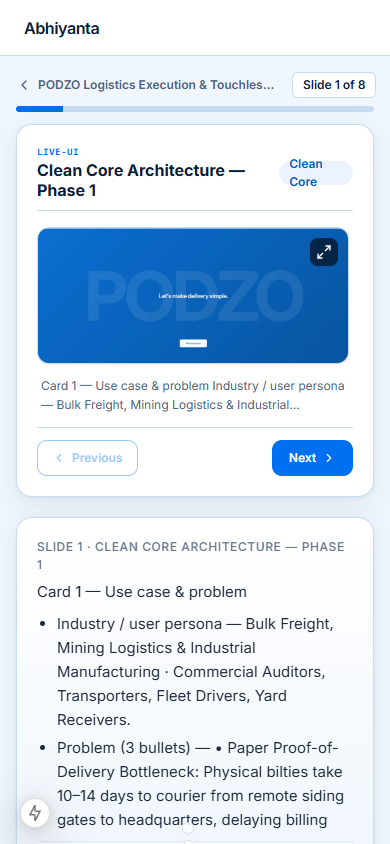 Abhiyanta
PODZO Logistics Execution & Touchles...
Slide 1 of 8
LIVE-UI
Clean Core Architecture —
Phase 1
Clean
Core
PODZO
Let's make delivery simple.
Card 1 — Use case & problem Industry / user persona
— Bulk Freight, Mining Logistics & Industrial...
Previous
Next
SLIDE 1 · CLEAN CORE ARCHITECTURE — PHASE
1
Card 1 — Use case & problem
• Industry / user persona — Bulk Freight,
Mining Logistics & Industrial
Manufacturing · Commercial Auditors,
Transporters, Fleet Drivers, Yard
Receivers.
• Problem (3 bullets) — • Paper Proof-of-
Delivery Bottleneck: Physical bilties take
10–14 days to courier from remote siding
gates to headquarters, delaying billing